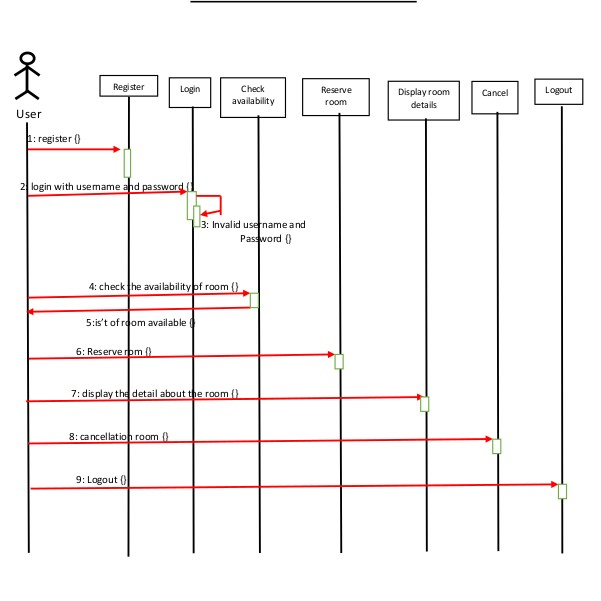 Register
Login
Check
availability
Reserve
room
Display room
details
Cancel
Logout
User
1: register {}
2: login with username and password {}
3: Invalid username and
Password {}
4: check the availability of room {}
5:is't of room available {}
6: Reserve rom {}
7: display the detail about the room {}
8: cancellation room {}
9: Logout {}